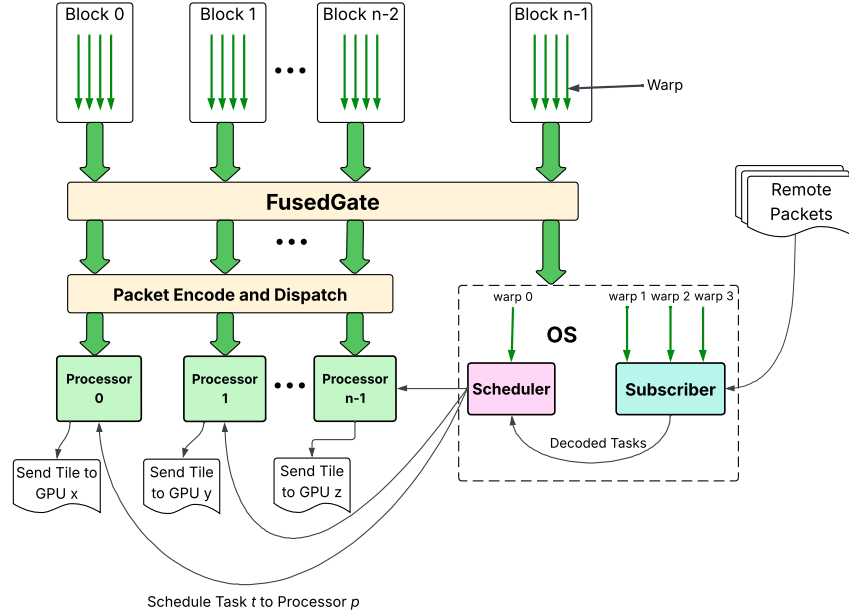 Block 0
Block 1
Block n-2
Block n-1
Warp
FusedGate
Remote
Packets
Packet Encode and Dispatch
warp 0
warp 1 warp 2 warp 3
OS
Processor
0
Processor
1
Processor
n-1
Scheduler
Subscriber
Decoded Tasks
Send Tile to
GPU x
Send Tile
to GPU y
Send Tile
to GPU z
Schedule Task t to Processor p